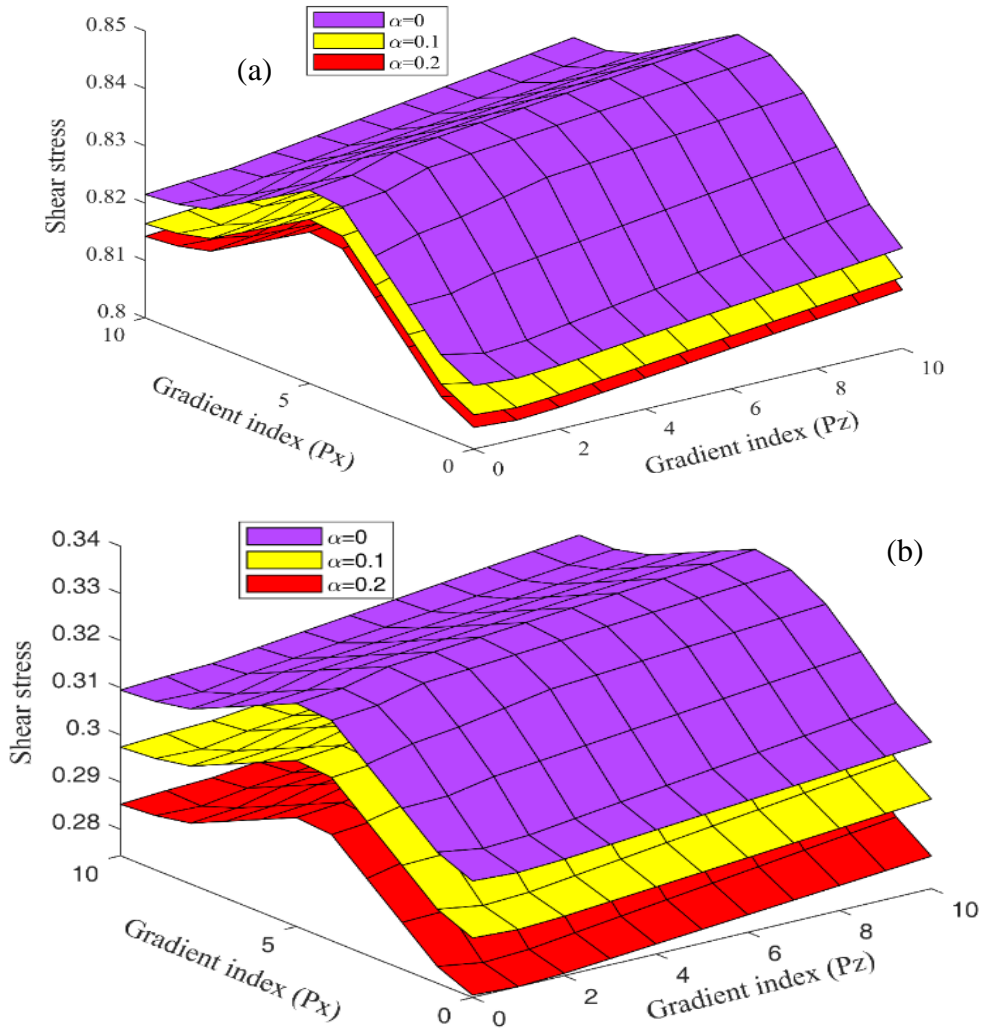 (a)
α=0
α=0.1
α=0.2
0.85
0.84
0.83
0.82
0.81
0.8
Shear stress
10
5
0
Gradient index (Px)
0
2
4
6
8
10
Gradient index (Pz)
(b)
α=0
α=0.1
α=0.2
0.34
0.33
0.32
0.31
0.3
0.29
0.28
Shear stress
10
5
0
Gradient index (Px)
0
2
4
6
8
10
Gradient index (Pz)